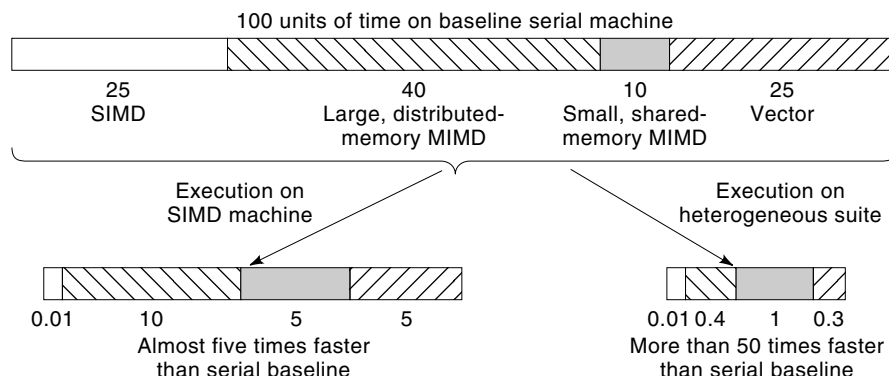 100 units of time on baseline serial machine
25 40 10 25
SIMD Large, distributed- Small, shared- Vector
memory MIMD memory MIMD
Execution on
SIMD machine
Execution on
heterogeneous suite
0.01 10 5 5
Almost five times faster
than serial baseline
0.01 0.4 1 0.3
More than 50 times faster
than serial baseline